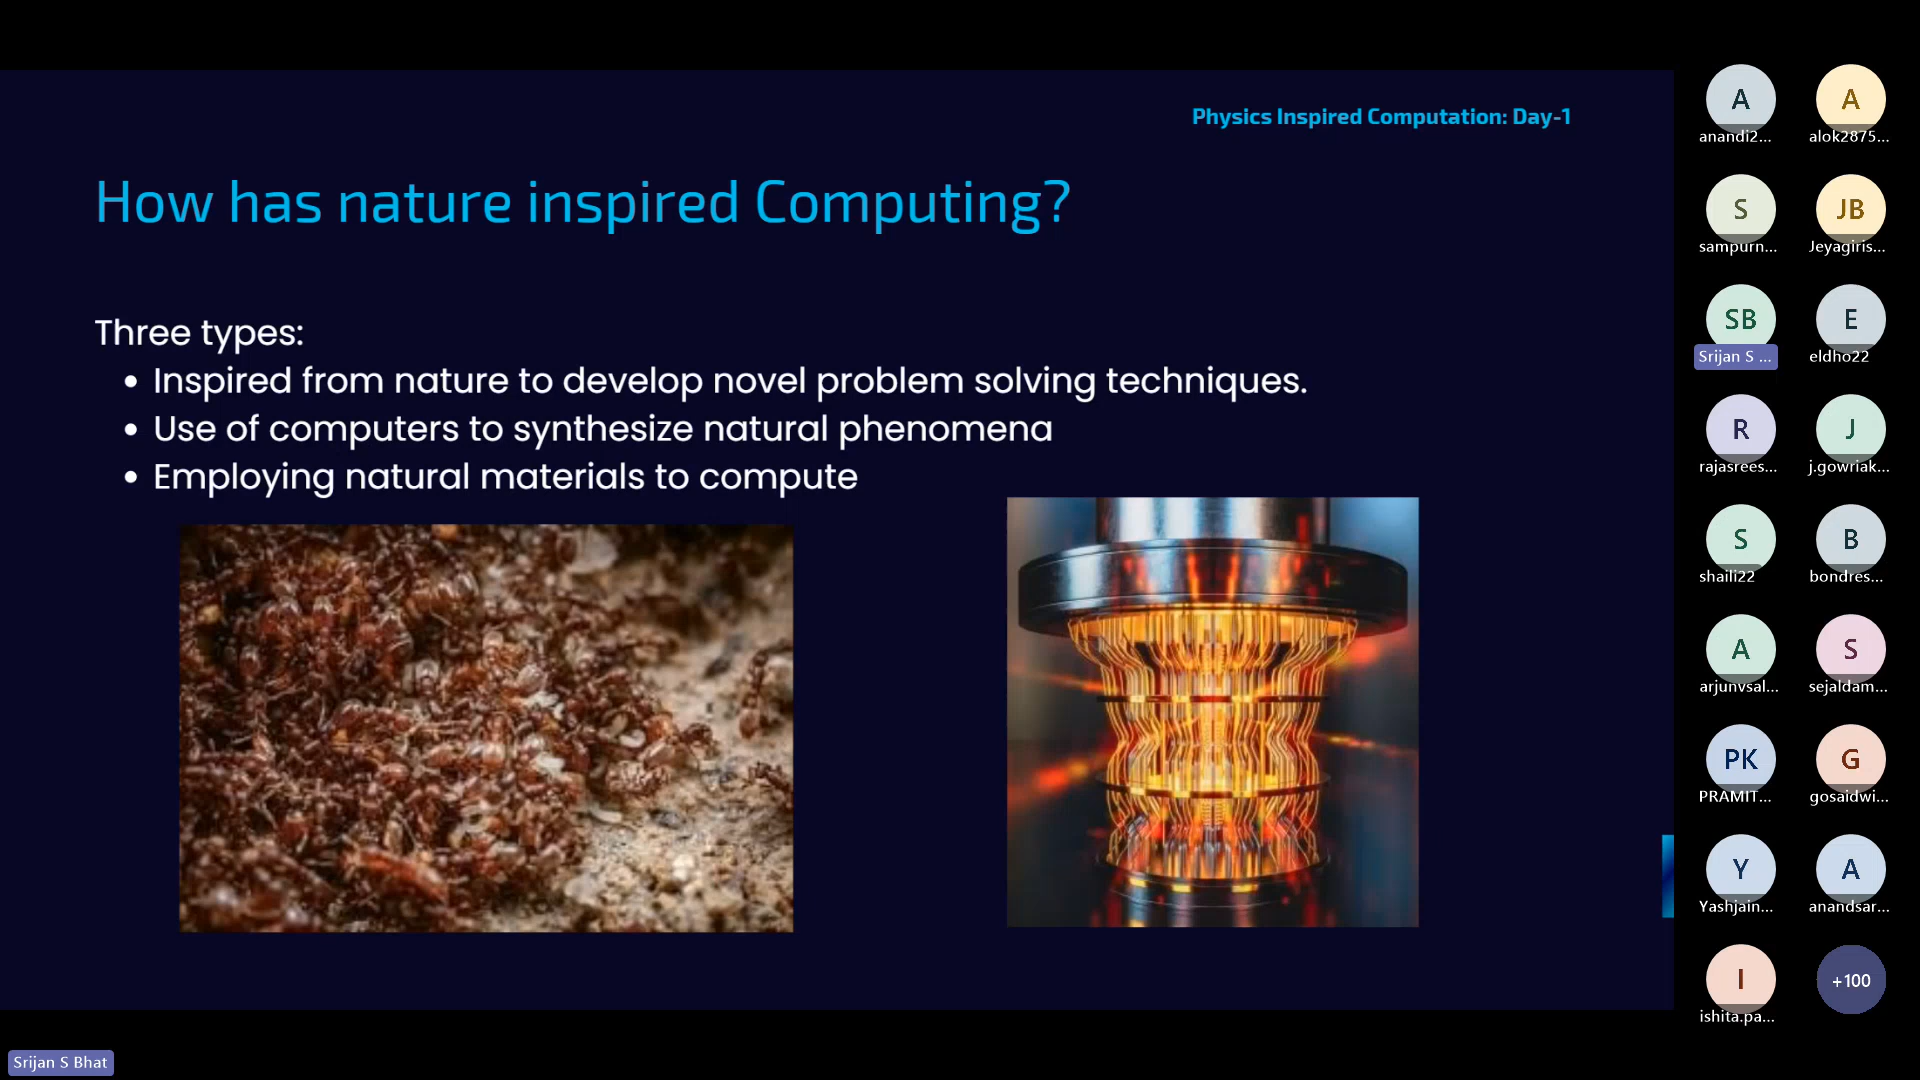 Physics Inspired Computation: Day-1
How has nature inspired Computing?
Three types:
• Inspired from nature to develop novel problem solving techniques.
• Use of computers to synthesize natural phenomena
• Employing natural materials to compute
A
anandi2...
A
alok2875...
S
sampurn...
JB
Jeyagiris...
SB
Srijan S ...
E
eldho22
R
rajasrees...
J
j.gowriak...
S
shaili22
B
bondres...
A
arjunvsal...
S
sejaldam...
PK
PRAMIT...
G
gosaidwi...
Y
Yashjain...
A
anandsar...
I
ishita.pa...
+100
Srijan S Bhat